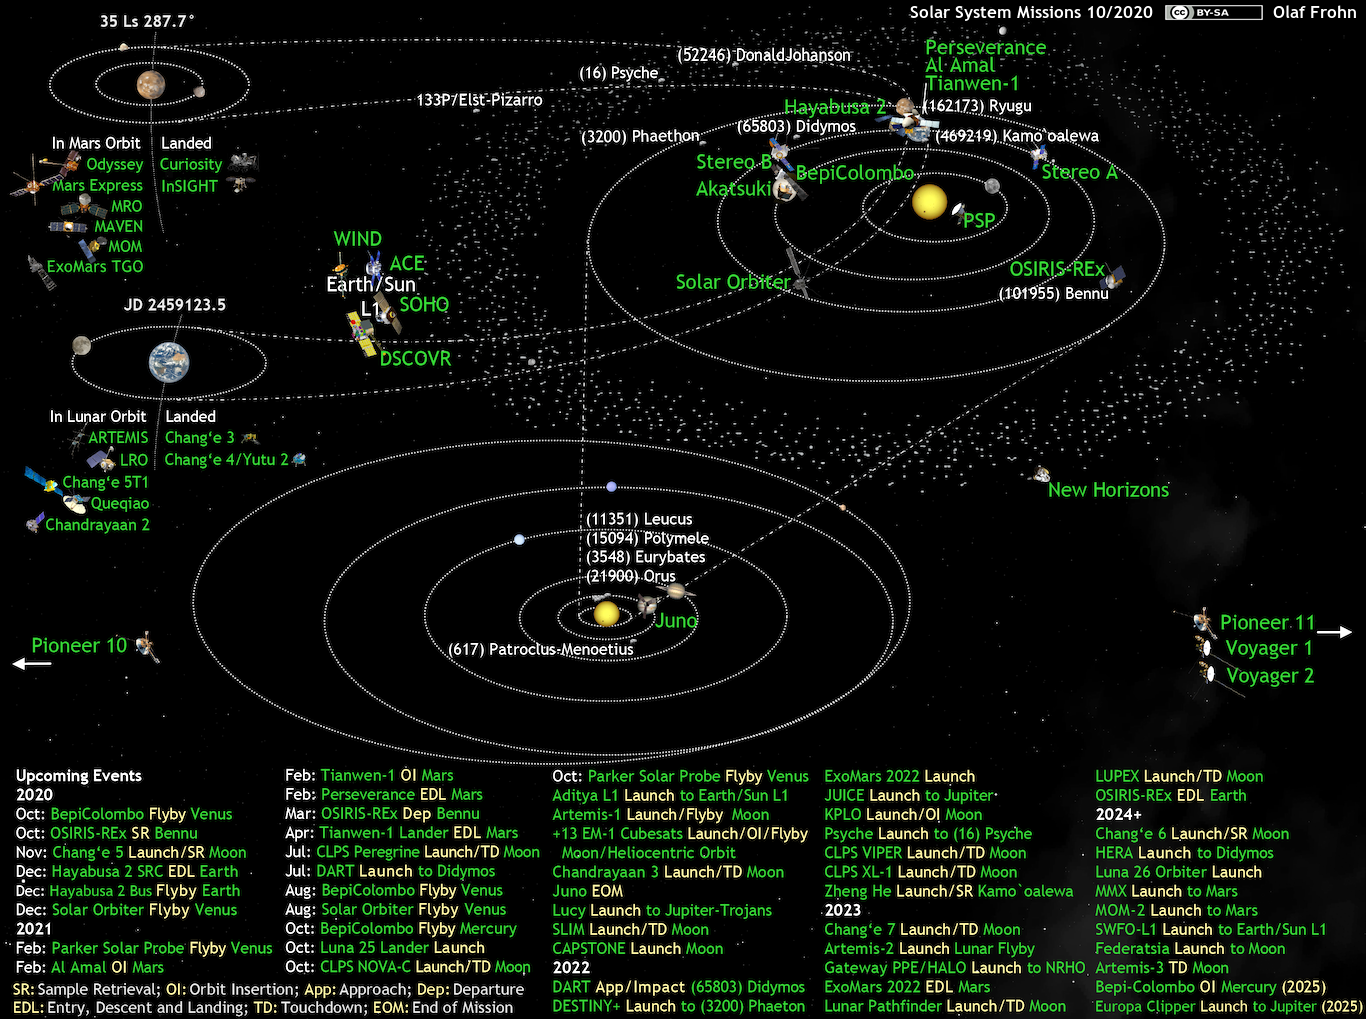 Solar System Missions 10/2020 cc BY-SA Olaf Frohn
35 Ls 287.7°
Perseverance
Al Amal
Tianwen-1
(52246) DonaldJohanson
(16) Psyche
133P/Elst-Pizarro
Hayabusa 2
(162173) Ryugu
(65803) Didymos
(3200) Phaethon
(469219) Kamo`oalewa
In Mars Orbit
Landed
Odyssey
Curiosity
Mars Express
InSIGHT
MRO
MAVEN
MOM
ExoMars TGO
Stereo B
BepiColombo
Akatsuki
Stereo A
PSP
WIND
ACE
Earth/Sun
L1
SOHO
DSCOVR
Solar Orbiter
OSIRIS-REx
(101955) Bennu
JD 2459123.5
In Lunar Orbit
Landed
ARTEMIS
Chang‘e 3
LRO
Chang‘e 4/Yutu 2
Chang‘e 5T1
Queqiao
Chandrayaan 2
New Horizons
(11351) Leucus
(15094) Polymele
(3548) Eurybates
(21900) Orus
Juno
(617) Patroclus-Menoetius
Pioneer 10
Pioneer 11
Voyager 1
Voyager 2
Upcoming Events
2020
Oct: BepiColombo Flyby Venus
Oct: OSIRIS-REx SR Bennu
Nov: Chang‘e 5 Launch/SR Moon
Dec: Hayabusa 2 SRC EDL Earth
Dec: Hayabusa 2 Bus Flyby Earth
Dec: Solar Orbiter Flyby Venus
2021
Feb: Parker Solar Probe Flyby Venus
Feb: Al Amal OI Mars
Feb: Tianwen-1 OI Mars
Feb: Perseverance EDL Mars
Mar: OSIRIS-REx Dep Bennu
Apr: Tianwen-1 Lander EDL Mars
Jul: CLPS Peregrine Launch/TD Moon
Jul: DART Launch to Didymos
Aug: BepiColombo Flyby Venus
Aug: Solar Orbiter Flyby Venus
Oct: BepiColombo Flyby Mercury
Oct: Luna 25 Lander Launch
Oct: CLPS NOVA-C Launch/TD Moon
Oct: Parker Solar Probe Flyby Venus
Aditya L1 Launch to Earth/Sun L1
Artemis-1 Launch/Flyby Moon
+13 EM-1 Cubesats Launch/OI/Flyby
Moon/Heliocentric Orbit
Chandrayaan 3 Launch/TD Moon
Juno EOM
Lucy Launch to Jupiter-Trojans
SLIM Launch/TD Moon
CAPSTONE Launch Moon
2022
DART App/Impact (65803) Didymos
DESTINY+ Launch to (3200) Phaeton
ExoMars 2022 Launch
JUICE Launch to Jupiter
KPLO Launch/OI Moon
Psyche Launch to (16) Psyche
CLPS VIPER Launch/TD Moon
CLPS XL-1 Launch/TD Moon
Zheng He Launch/SR Kamo`oalewa
2023
Chang‘e 7 Launch/TD Moon
Artemis-2 Launch Lunar Flyby
Gateway PPE/HALO Launch to NRHO
ExoMars 2022 EDL Mars
Lunar Pathfinder Launch/TD Moon
LUPEX Launch/TD Moon
OSIRIS-REx EDL Earth
2024+
Chang‘e 6 Launch/SR Moon
HERA Launch to Didymos
Luna 26 Orbiter Launch
MMX Launch to Mars
MOM-2 Launch to Mars
SWFO-L1 Launch to Earth/Sun L1
Federatsia Launch to Moon
Artemis-3 TD Moon
Bepi-Colombo OI Mercury (2025)
Europa Clipper Launch to Jupiter (2025)
SR: Sample Retrieval; OI: Orbit Insertion; App: Approach; Dep: Departure
EDL: Entry, Descent and Landing; TD: Touchdown; EOM: End of Mission